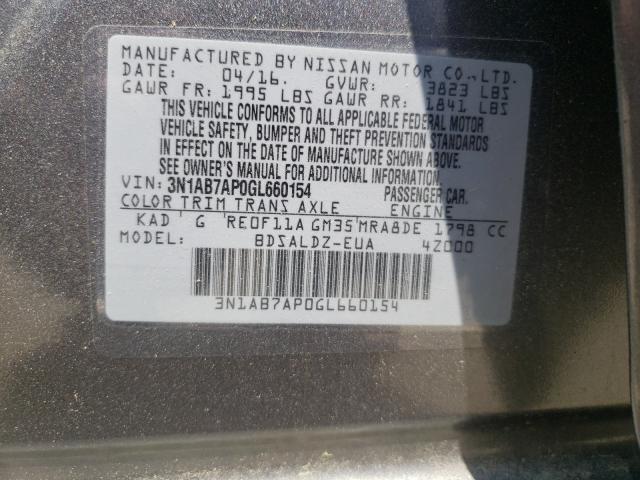 MANUFACTURED BY NISSAN MOTOR CO., LTD.
DATE: 04/16. GVWR: 3823 LBS
GAWR FR: 1995 LBS GAWR RR: 1841 LBS
THIS VEHICLE CONFORMS TO ALL APPLICABLE FEDERAL MOTOR
VEHICLE SAFETY, BUMPER AND THEFT PREVENTION STANDARDS
IN EFFECT ON THE DATE OF MANUFACTURE SHOWN ABOVE.
SEE OWNER'S MANUAL FOR ADDITIONAL INFORMATION.
VIN: 3N1AB7AP0GL660154 PASSENGER CAR.
COLOR TRIM TRANS AXLE ENGINE
KAD G RE0F11A GM35 MRA8DE 1798 CC
MODEL: BDSALDZ-EUA 4Z000
3N1AB7AP0GL660154